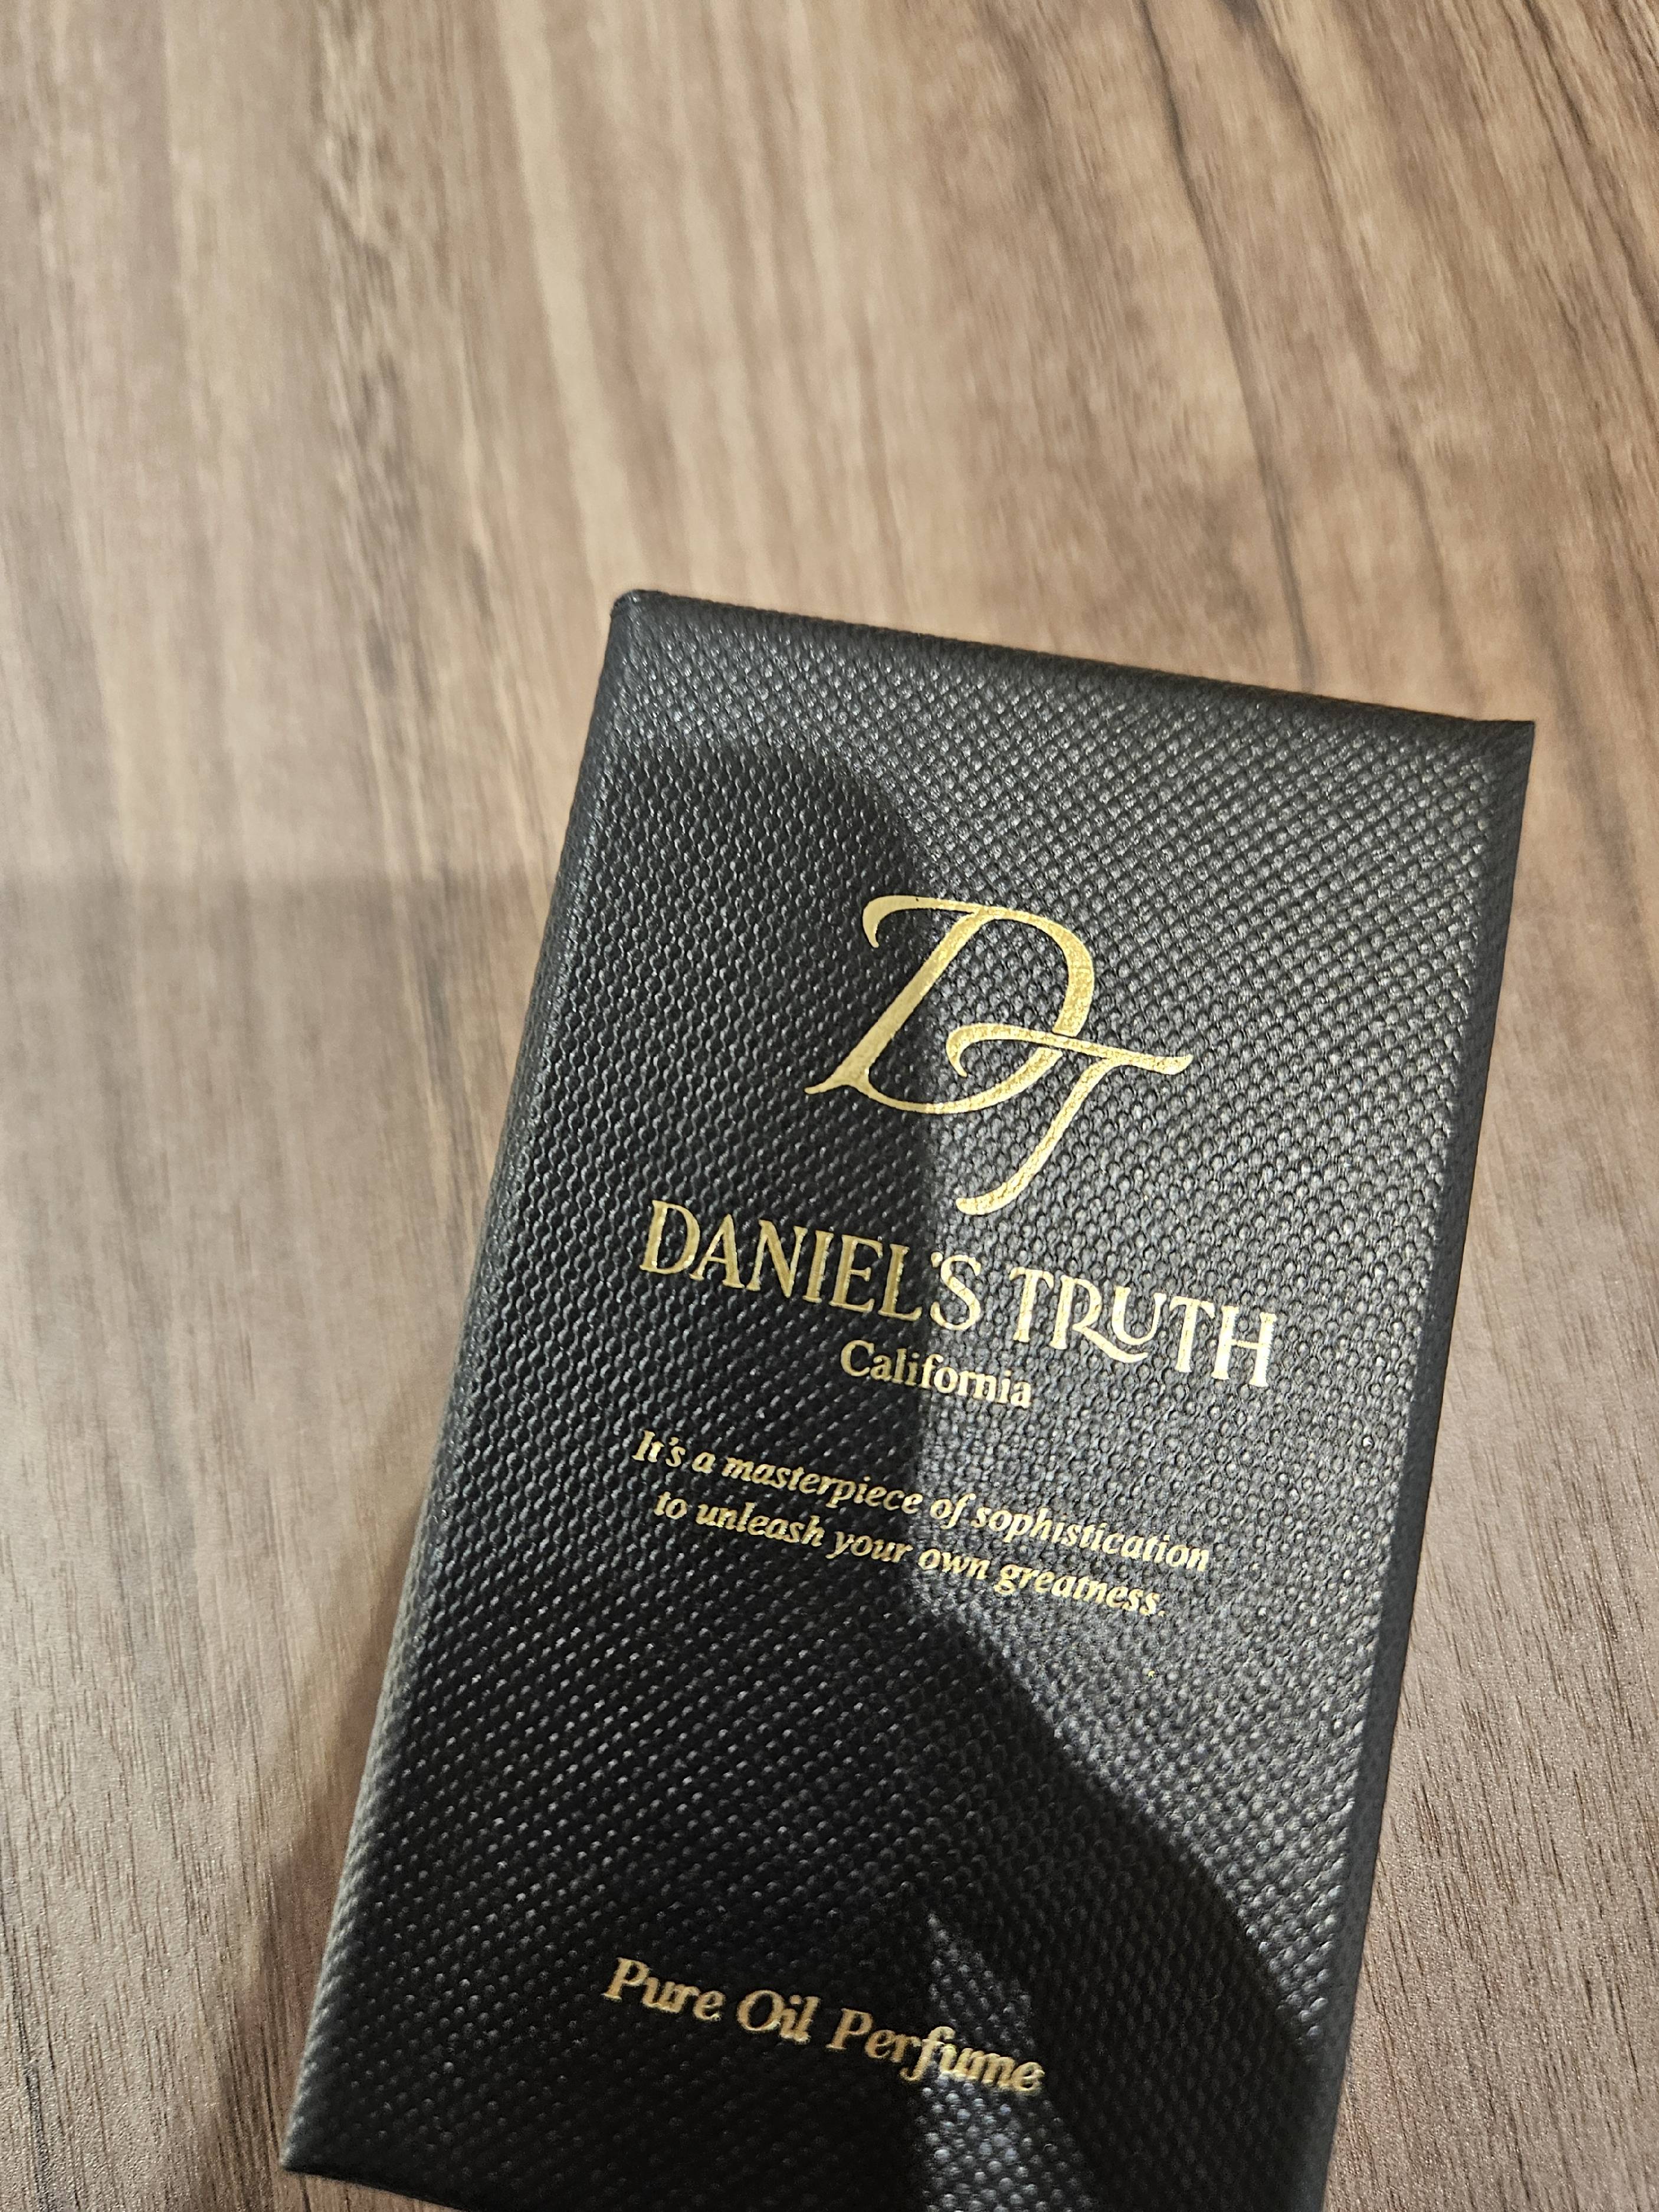 DT
DANIEL'S TRUTH
California
It's a masterpiece of sophistication
to unleash your own greatness.
Pure Oil Perfume